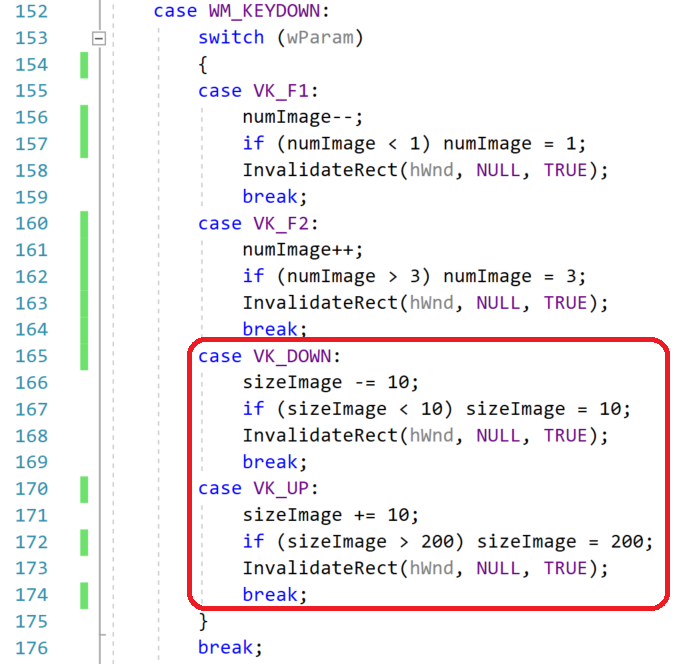 152 case WM_KEYDOWN:
153 switch (wParam)
154 {
155 case VK_F1:
156 numImage--;
157 if (numImage < 1) numImage = 1;
158 InvalidateRect(hWnd, NULL, TRUE);
159 break;
160 case VK_F2:
161 numImage++;
162 if (numImage > 3) numImage = 3;
163 InvalidateRect(hWnd, NULL, TRUE);
164 break;
165 case VK_DOWN:
166 sizeImage -= 10;
167 if (sizeImage < 10) sizeImage = 10;
168 InvalidateRect(hWnd, NULL, TRUE);
169 break;
170 case VK_UP:
171 sizeImage += 10;
172 if (sizeImage > 200) sizeImage = 200;
173 InvalidateRect(hWnd, NULL, TRUE);
174 break;
175 }
176 break;